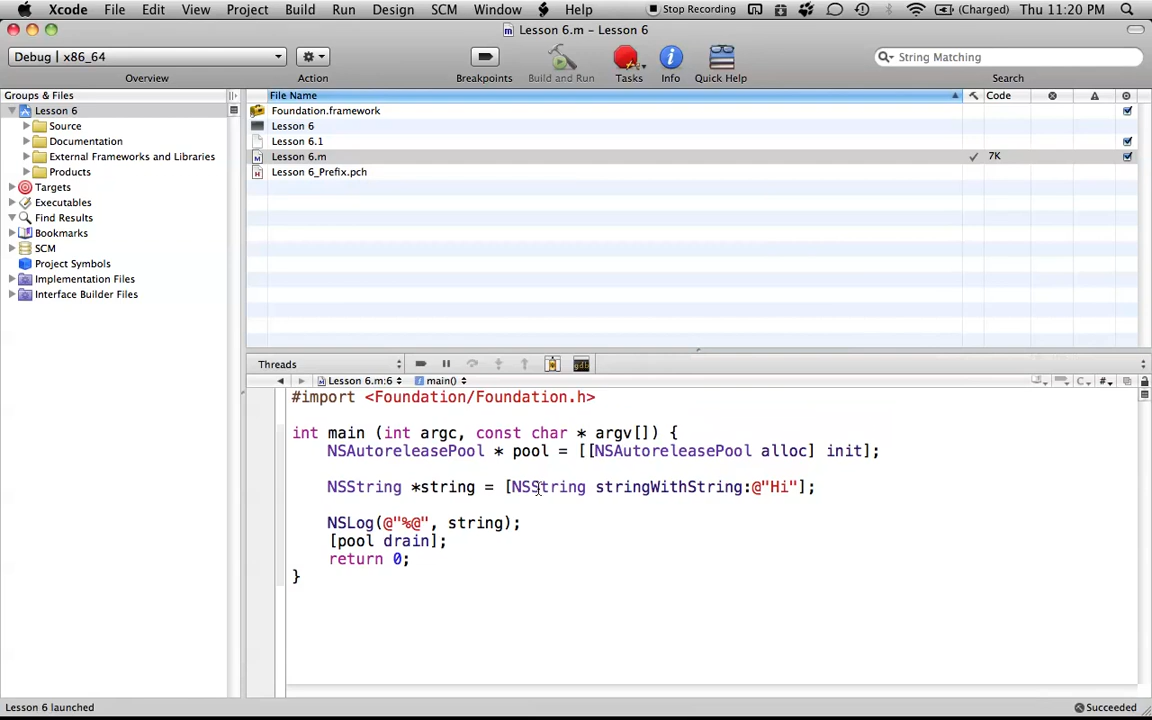 Xcode File Edit View Project Build Run Design SCM Window Help Stop Recording (Charged) Thu 11:20 PM
Lesson 6.m – Lesson 6
Debug | x86_64
String Matching
Overview Action Breakpoints Build and Run Tasks Info Quick Help Search
Groups & Files
File Name Code
Lesson 6
Foundation.framework
Source
Lesson 6
Documentation
Lesson 6.1
External Frameworks and Libraries
Lesson 6.m 7K
Products
Lesson 6_Prefix.pch
Targets
Executables
Find Results
Bookmarks
SCM
Project Symbols
Implementation Files
Interface Builder Files
Threads gdb
Lesson 6.m:6 main() C #
#import <Foundation/Foundation.h>
int main (int argc, const char * argv[]) {
NSAutoreleasePool * pool = [[NSAutoreleasePool alloc] init];
NSString *string = [NSString stringWithString:@"Hi"];
NSLog(@"%@", string);
[pool drain];
return 0;
}
Lesson 6 launched Succeeded